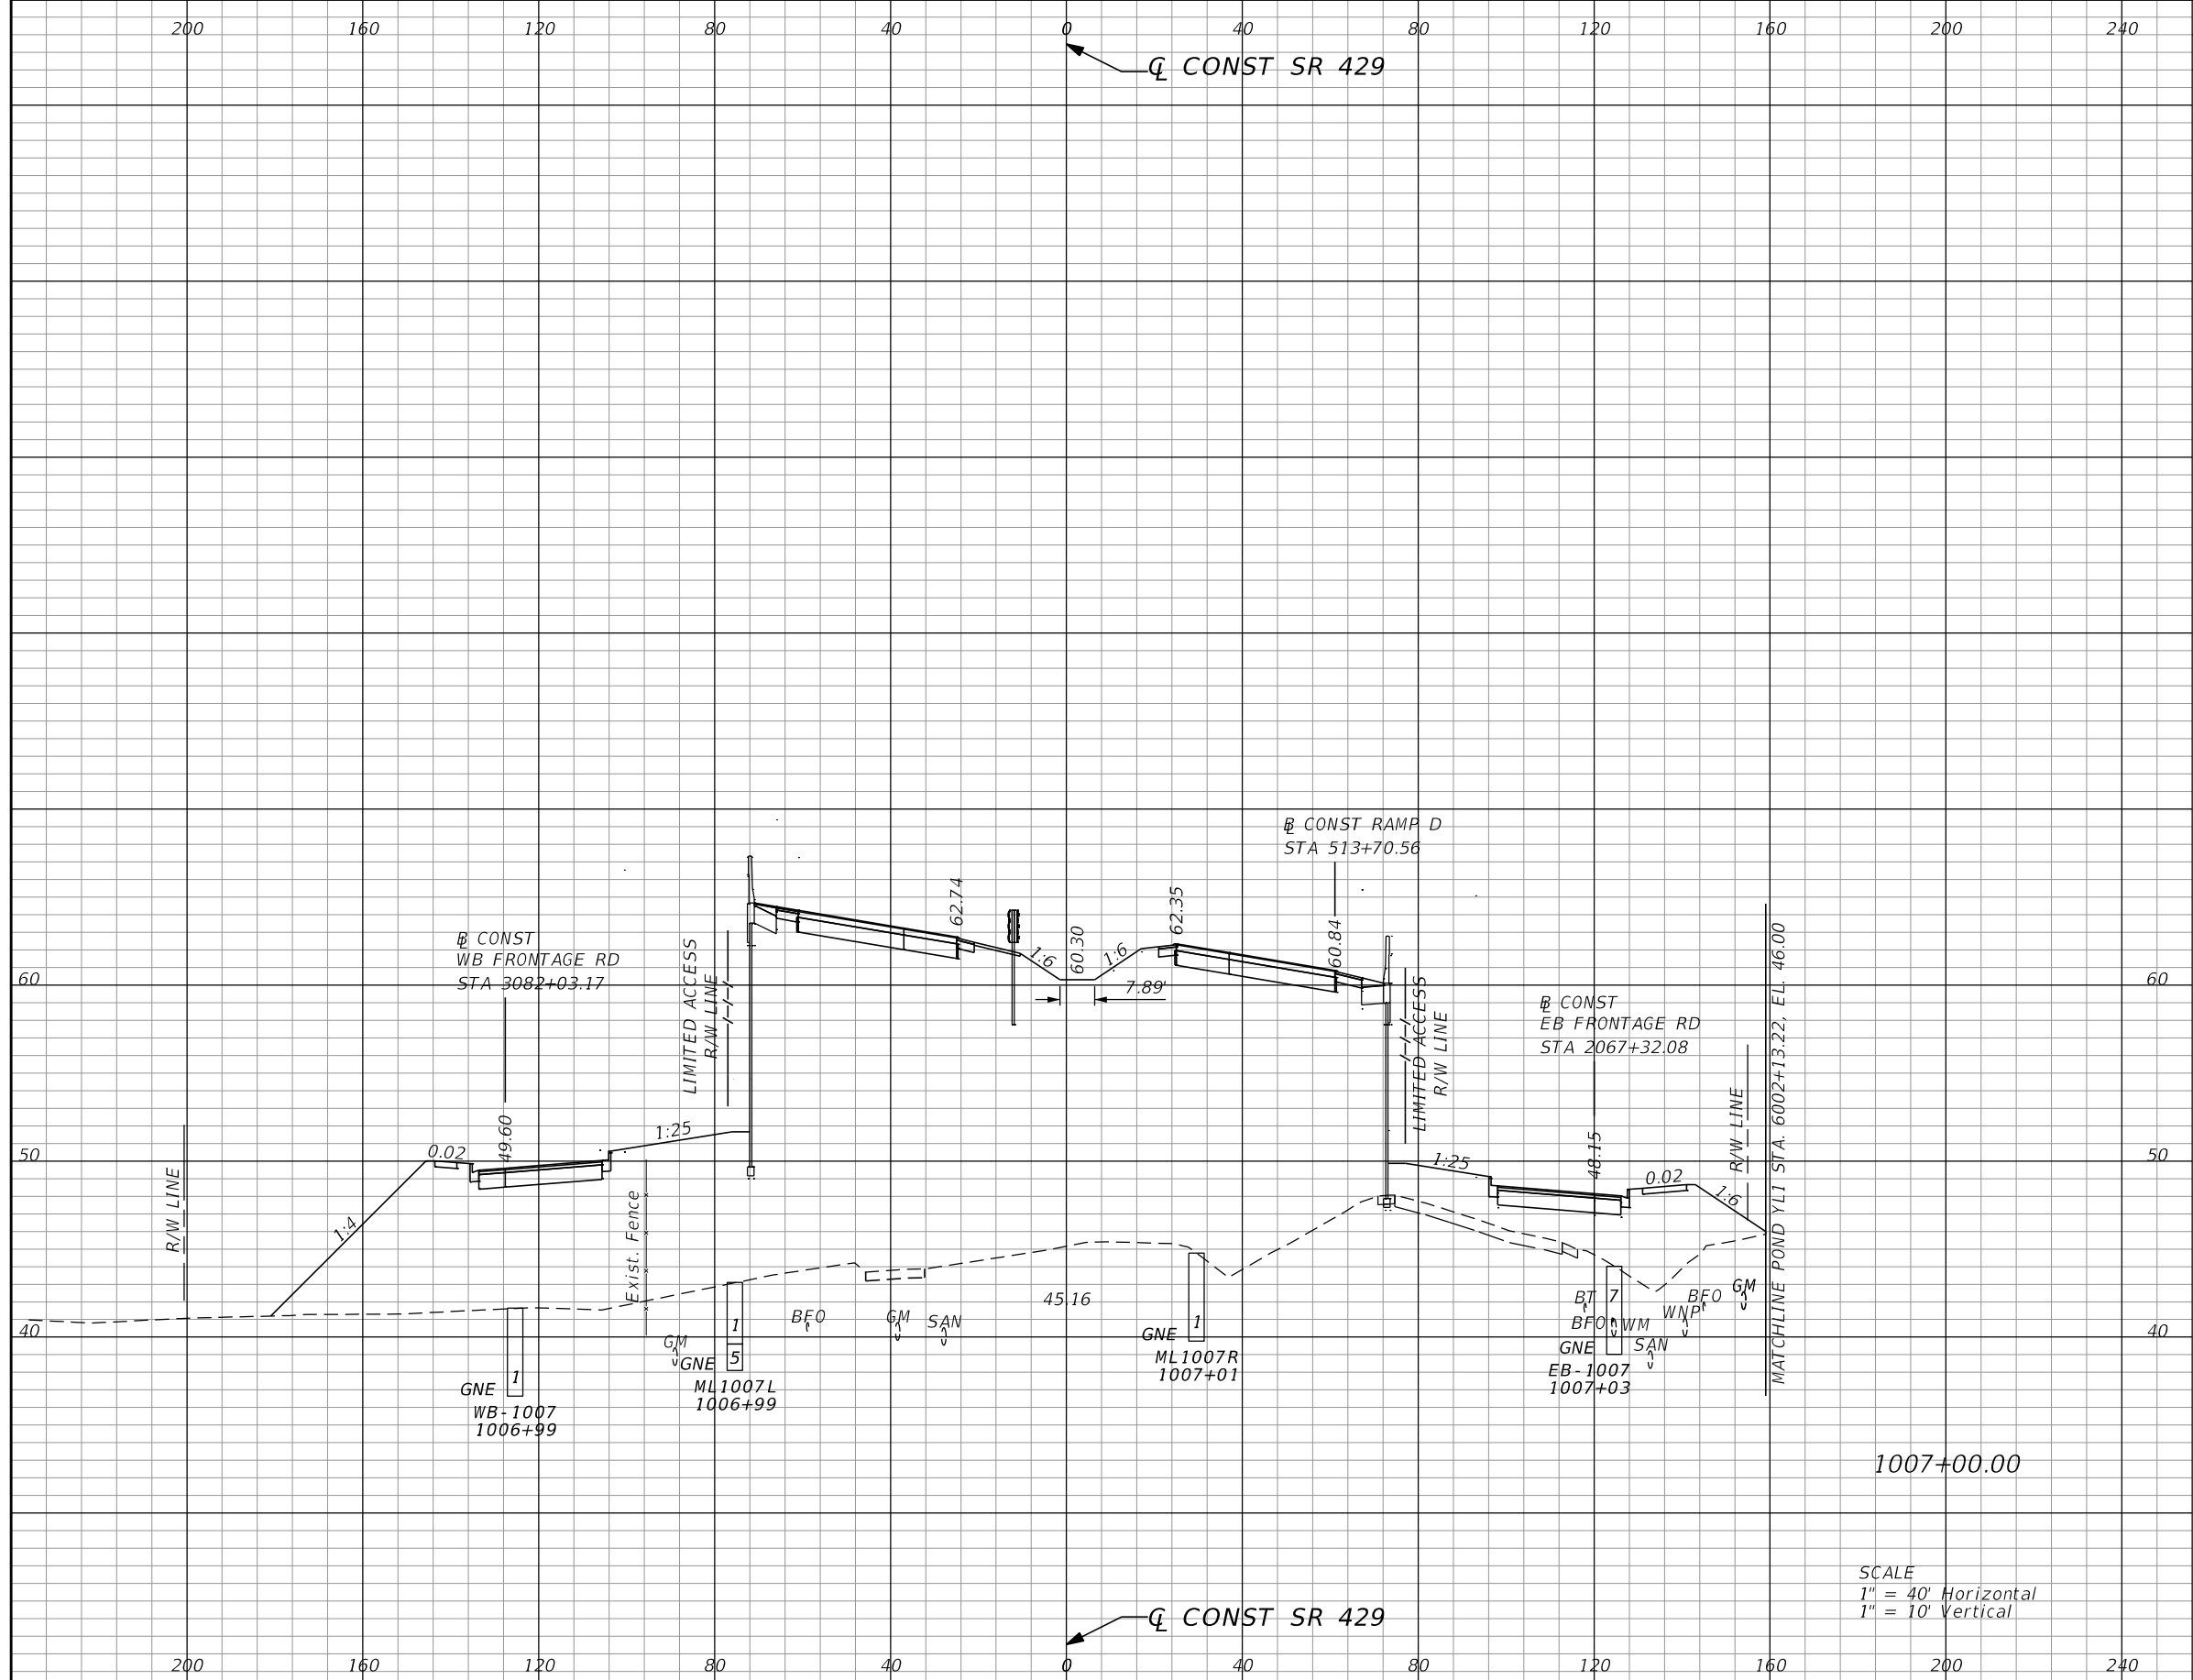 200 160 120 80 40 0 40 80 120 160 200 240
℄ CONST SR 429
℄ CONST RAMP D
STA 513+70.56
℄ CONST
WB FRONTAGE RD
STA 3082+03.17
62.74
62.35
60.84
60.30
1:6
1:6
7.89'
60
60
LIMITED ACCESS
R/W LINE
LIMITED ACCESS
R/W LINE
℄ CONST
EB FRONTAGE RD
STA 2067+32.08
MATCHLINE POND YL1 STA. 6002+13.22, EL. 46.00
R/W LINE
50
50
0.02
49.60
1:25
1:25
48.15
0.02
1:6
R/W LINE
1:4
Exist. Fence
45.16
40
40
GM
BFO
GM
SAN
BT
7
BFO
WM
WNP
BFO
GM
SAN
1
GNE
WB-1007
1006+99
1
5
GNE
ML1007L
1006+99
1
GNE
ML1007R
1007+01
GNE
EB-1007
1007+03
1007+00.00
SCALE
1" = 40' Horizontal
1" = 10' Vertical
℄ CONST SR 429
200 160 120 80 40 0 40 80 120 160 200 240